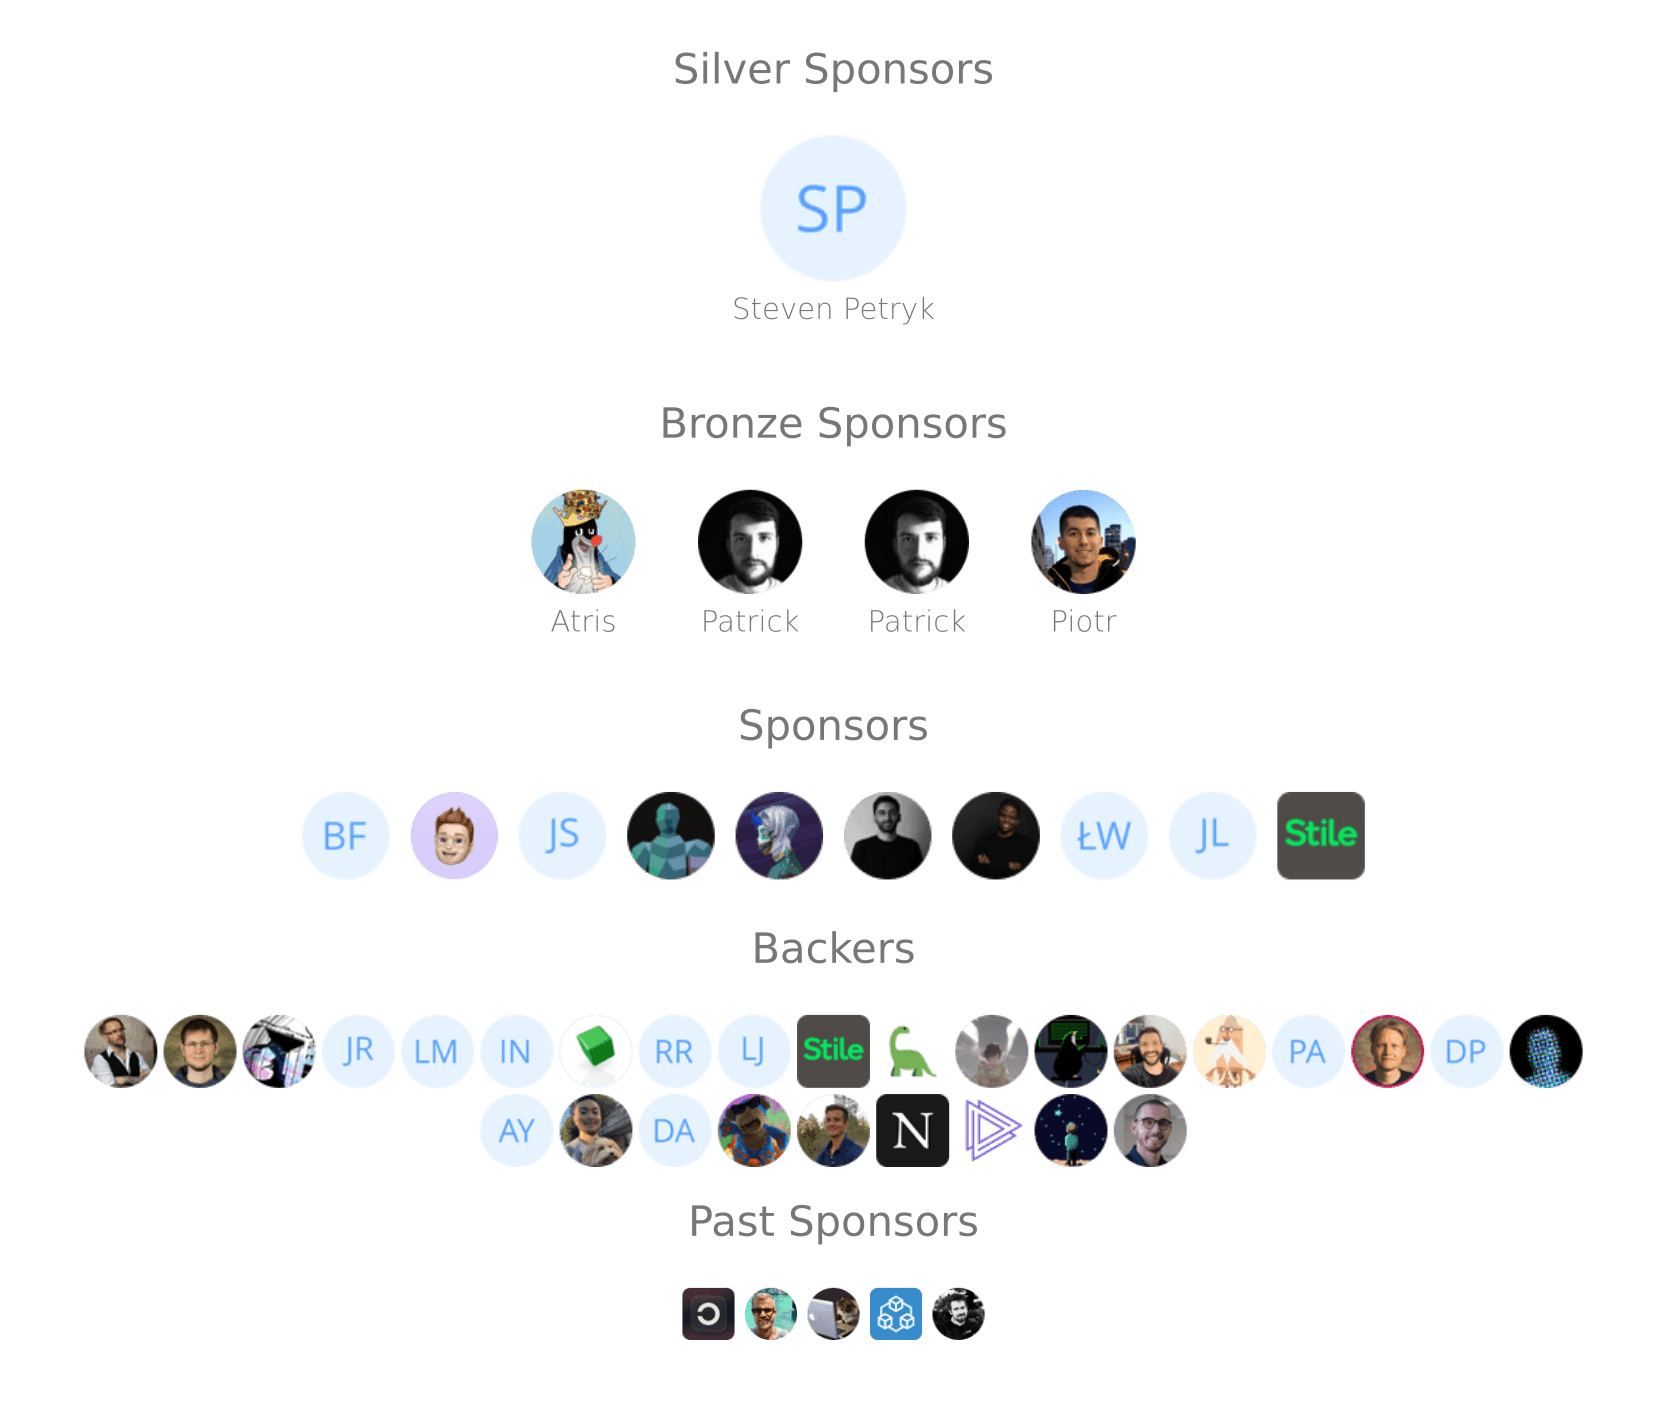 Silver Sponsors
SP
Steven Petryk
Bronze Sponsors
Atris Patrick Patrick Piotr
Sponsors
BF JS ŁW JL Stile
Backers
JR LM IN RR LJ Stile PA DP
AY DA N
Past Sponsors